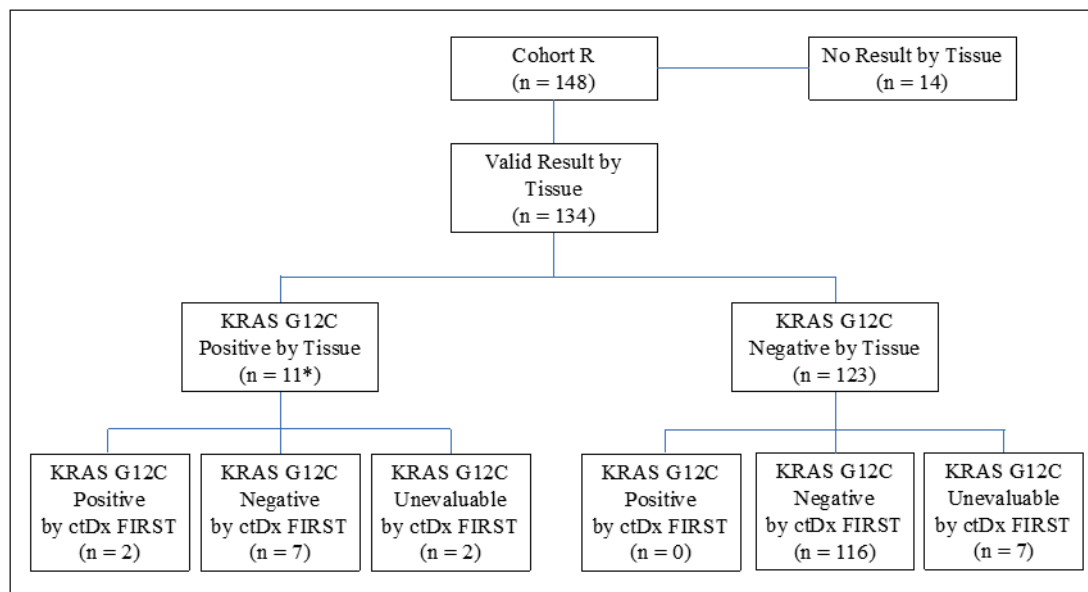 Cohort R
(n = 148)
No Result by Tissue
(n = 14)
Valid Result by
Tissue
(n = 134)
KRAS G12C
Positive by Tissue
(n = 11*)
KRAS G12C
Negative by Tissue
(n = 123)
KRAS G12C
Positive
by ctDx FIRST
(n = 2)
KRAS G12C
Negative
by ctDx FIRST
(n = 7)
KRAS G12C
Unevaluable
by ctDx FIRST
(n = 2)
KRAS G12C
Positive
by ctDx FIRST
(n = 0)
KRAS G12C
Negative
by ctDx FIRST
(n = 116)
KRAS G12C
Unevaluable
by ctDx FIRST
(n = 7)